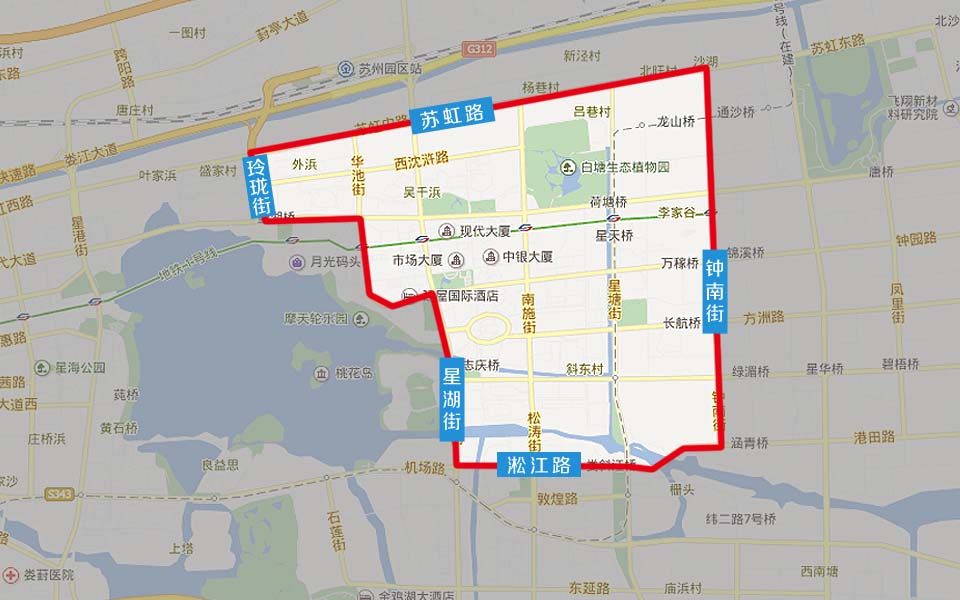 浜村
一图村
葑亭大道
跨阳路
东路
G312
苏州园区站
新泾村
北旺村
沙湖
号线(在建)
苏虹东路
北沙
杨巷村
吕巷村
唐庄村
苏虹路
苏虹中路
龙山桥
通沙桥
飞翔新材
料研究院
娄江大道
快速路
叶家浜
盛家村
玲珑街
外浜
华池街
西沈浒路
吴千浜
白塘生态植物园
唐桥
虹西路
荷塘桥
李家谷
星港街
现代大厦
星天桥
钟园路
锦溪桥
代大道
地铁1号线
月光码头
市场大厦
中银大厦
万稼桥
钟南街
国际酒店
南施街
星塘街
凤里街
摩天轮乐园
长航桥
方洲路
惠路
星海公园
志庆桥
斜东村
绿湄桥
星华桥
碧梧桥
桃花岛
茜路
莼桥
星湖街
大道西
黄石桥
钟南街
庄桥浜
松涛街
涵青桥
港田路
良益思
机场路
淞江路
娄斜江桥
栅头
S343
敦煌路
纬二路7号桥
石莲街
上塘
西南塘
娄葑医院
东延路
庙浜村
金鸡湖大酒店